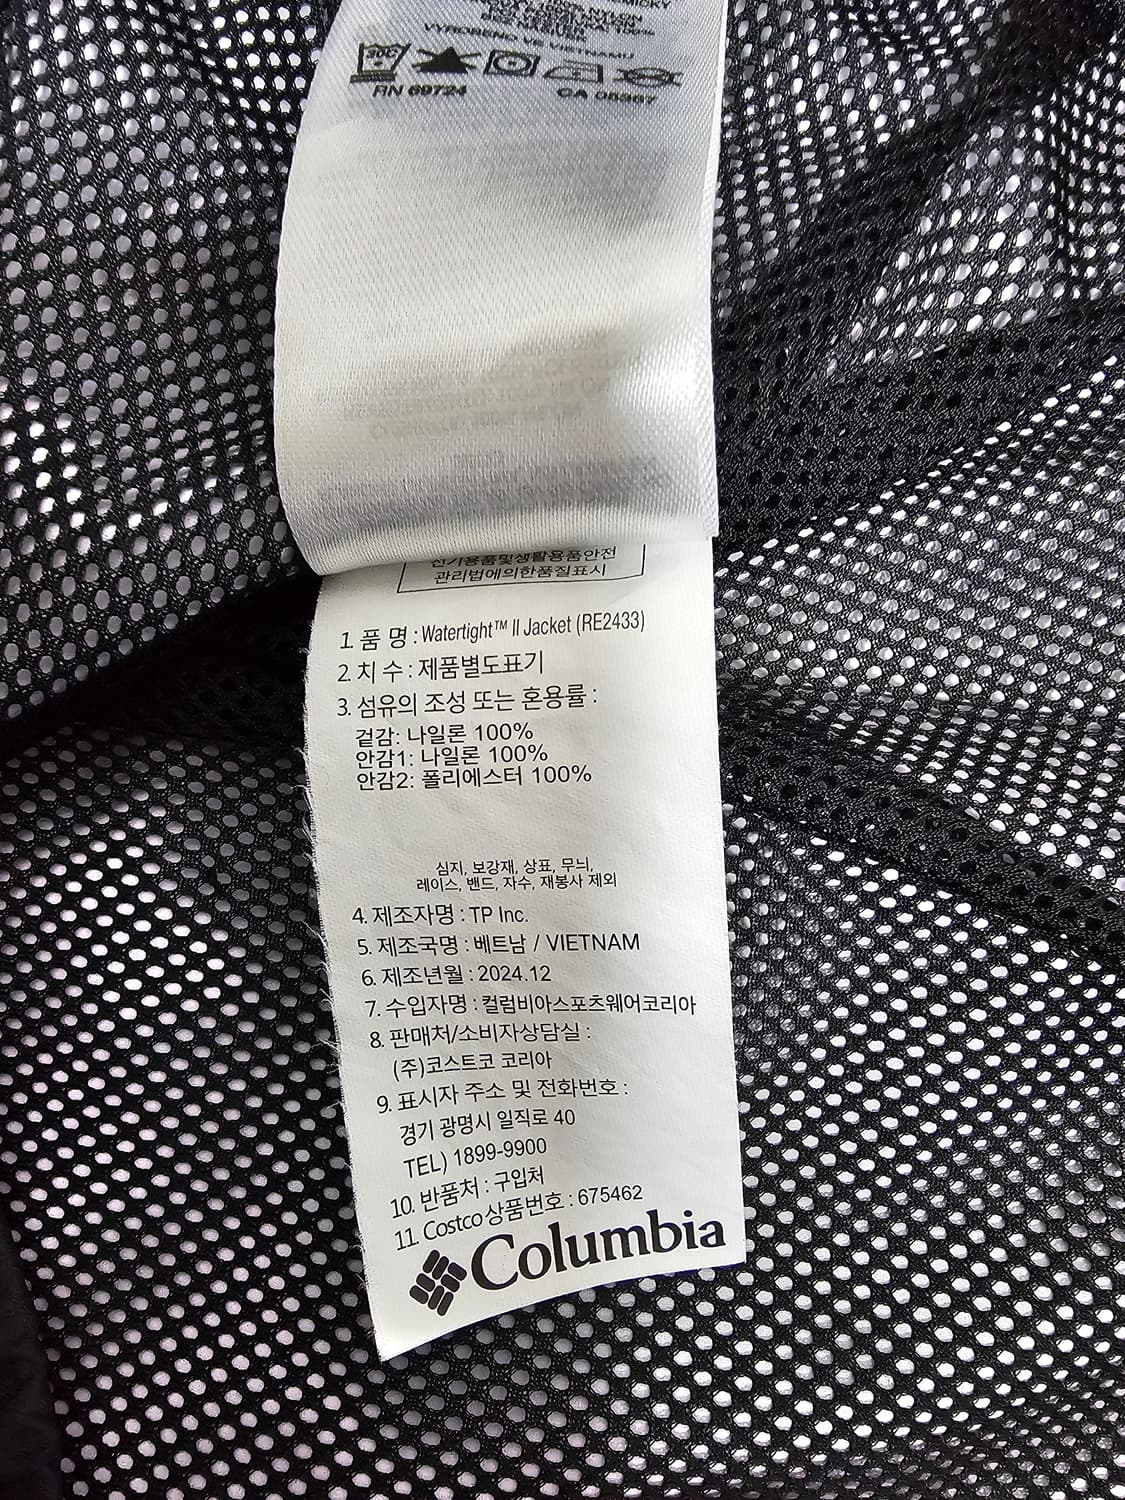 100% NYLON
VYROBENO VE VIETNAMU
30C
RN 69724 CA 05367
전기용품및생활용품안전
관리법에의한품질표시
1. 품 명 : Watertight™ II Jacket (RE2433)
2. 치 수 : 제품별도표기
3. 섬유의 조성 또는 혼용률 :
겉감: 나일론 100%
안감1: 나일론 100%
안감2: 폴리에스터 100%
심지, 보강재, 상표, 무늬,
레이스, 밴드, 자수, 재봉사 제외
4. 제조자명 : TP Inc.
5. 제조국명 : 베트남 / VIETNAM
6. 제조년월 : 2024.12
7. 수입자명 : 컬럼비아스포츠웨어코리아
8. 판매처/소비자상담실 :
(주)코스트코 코리아
9. 표시자 주소 및 전화번호 :
경기 광명시 일직로 40
TEL) 1899-9900
10. 반품처 : 구입처
11. Costco 상품번호 : 675462
Columbia